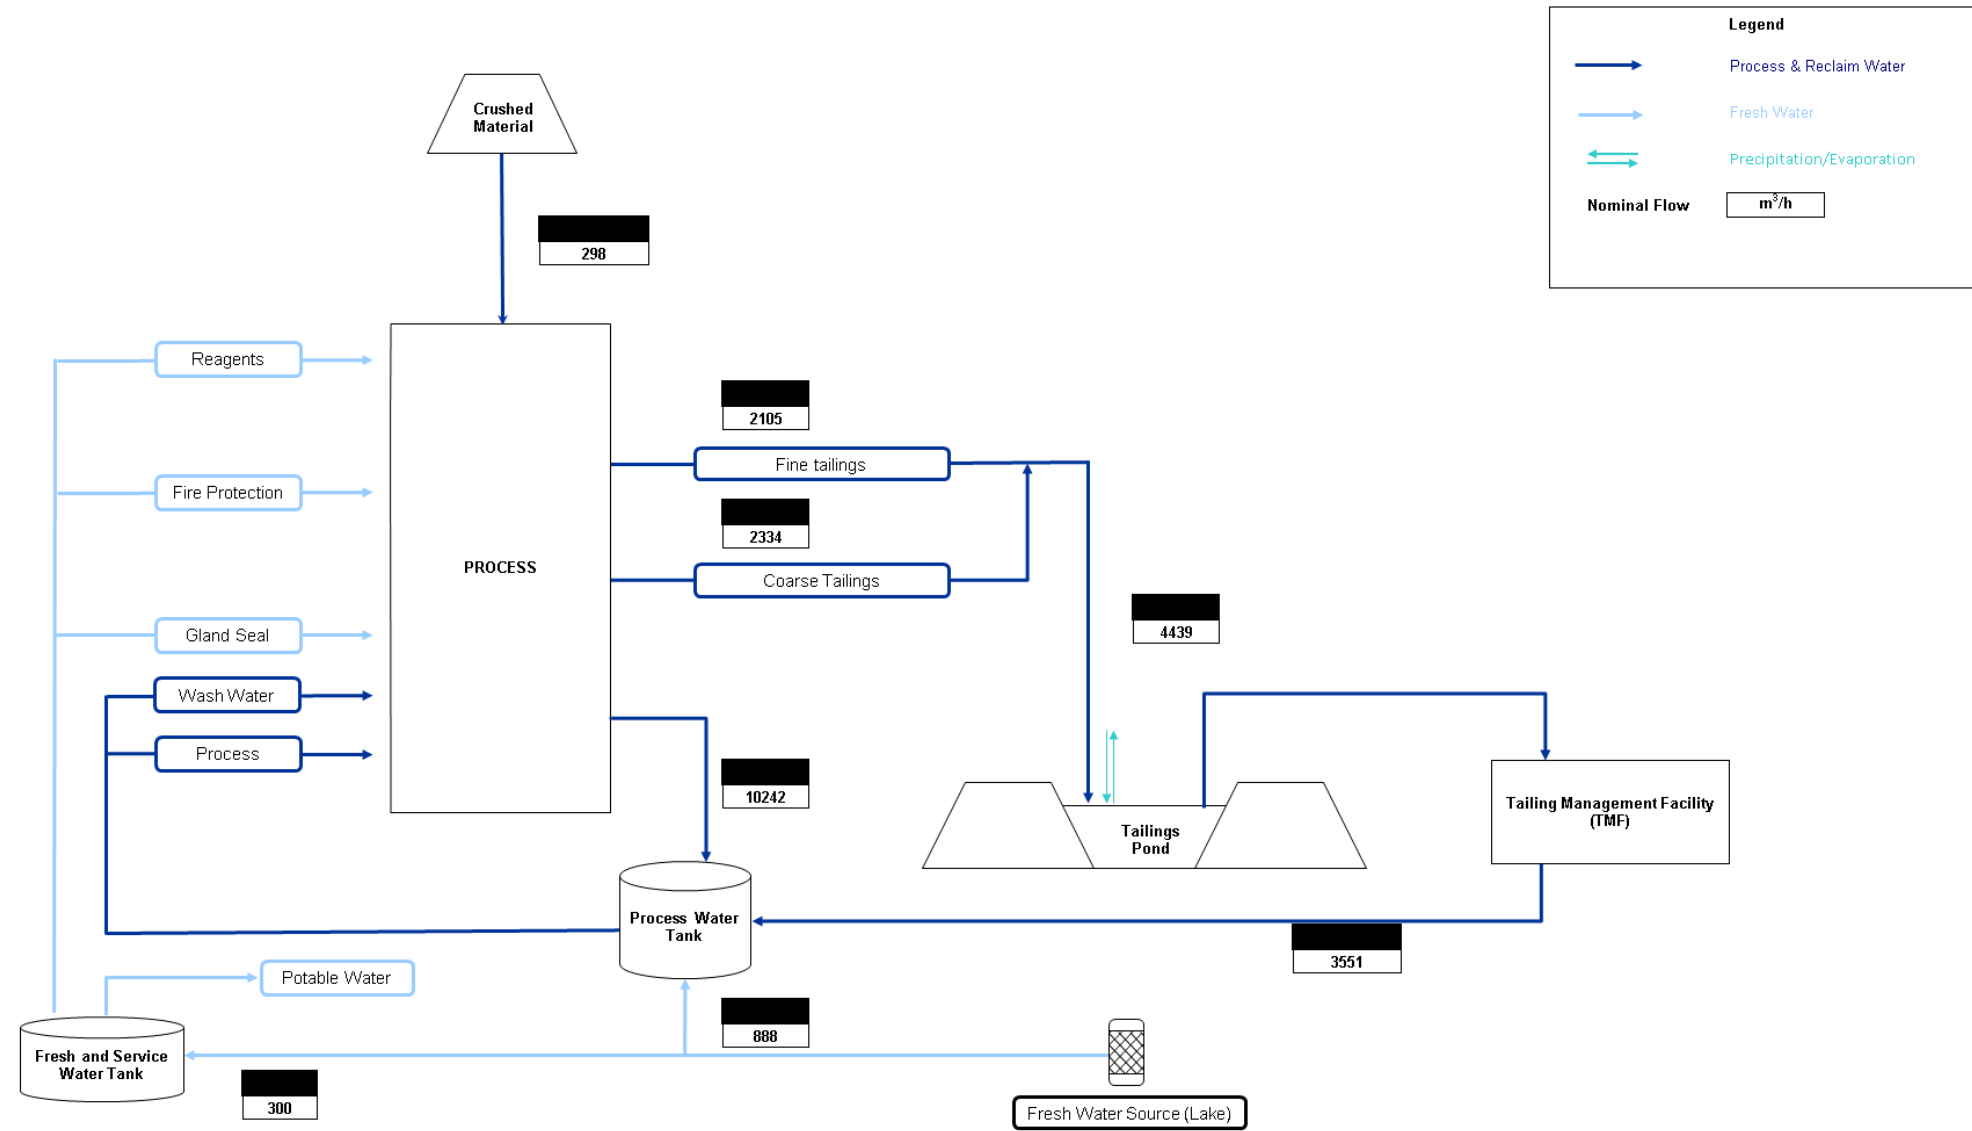 Legend
Process & Reclaim Water
Fresh Water
Precipitation/Evaporation
Nominal Flow
m³/h
Crushed
Material
298
Reagents
2105
Fine tailings
Fire Protection
2334
PROCESS
Coarse Tailings
4439
Gland Seal
Wash Water
Process
10242
Tailings
Pond
Tailing Management Facility
(TMF)
Process Water
Tank
3551
Potable Water
888
Fresh and Service
Water Tank
300
Fresh Water Source (Lake)